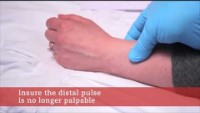 Insure the distal pulse
is no longer palpable